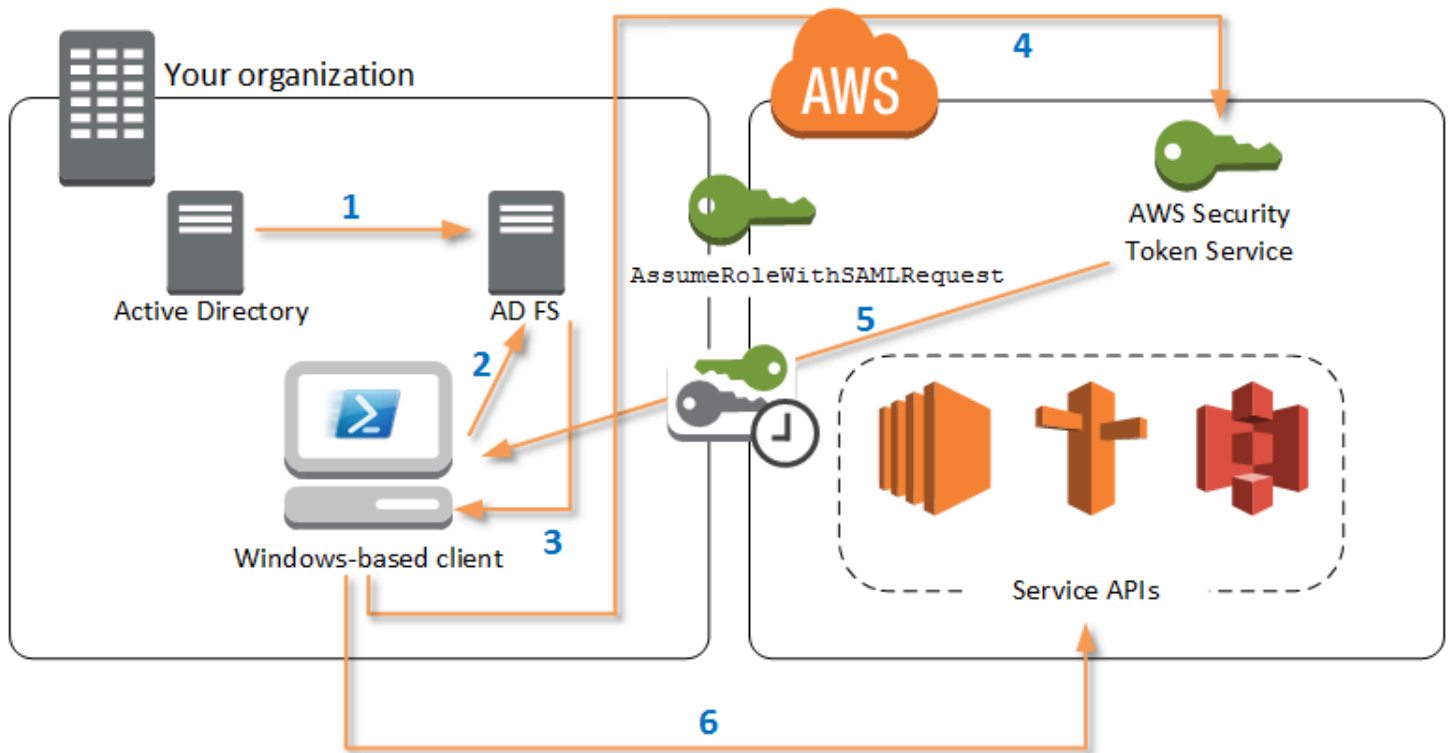 Your organization
AWS
4
1
AWS Security
Token Service
AssumeRoleWithSAMLRequest
Active Directory
AD FS
5
2
3
Windows-based client
Service APIs
6